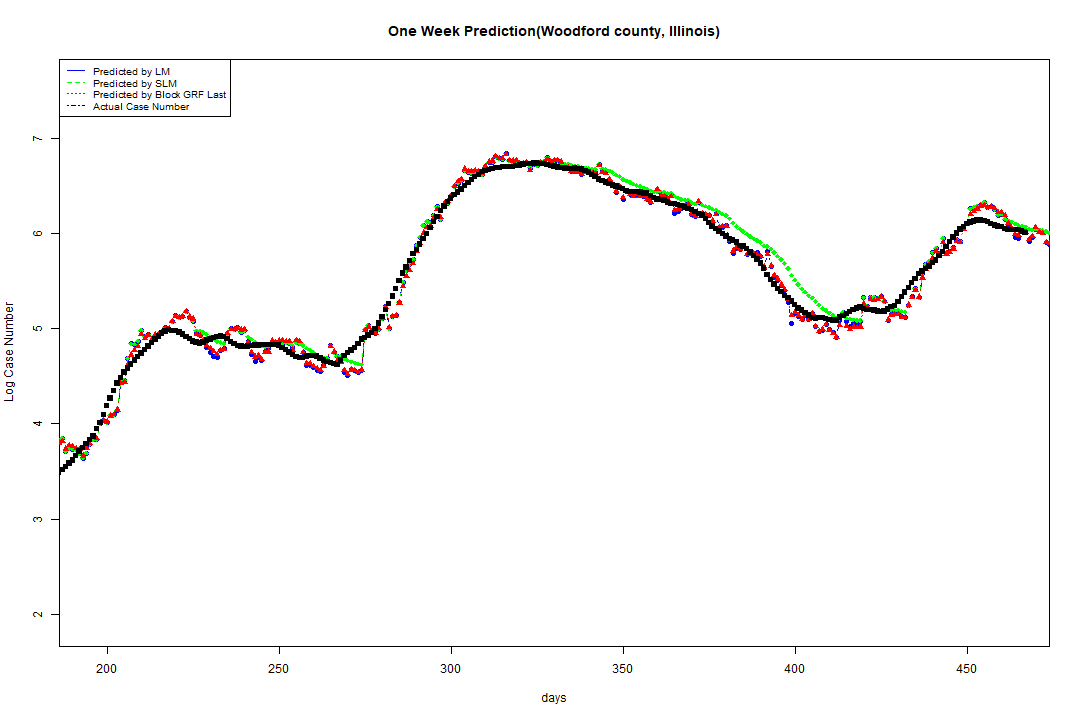 One Week Prediction(Woodford county, Illinois)
Predicted by LM
Predicted by SLM
Predicted by Block GRF Last
Actual Case Number
7
6
5
4
3
2
Log Case Number
200 250 300 350 400 450
days